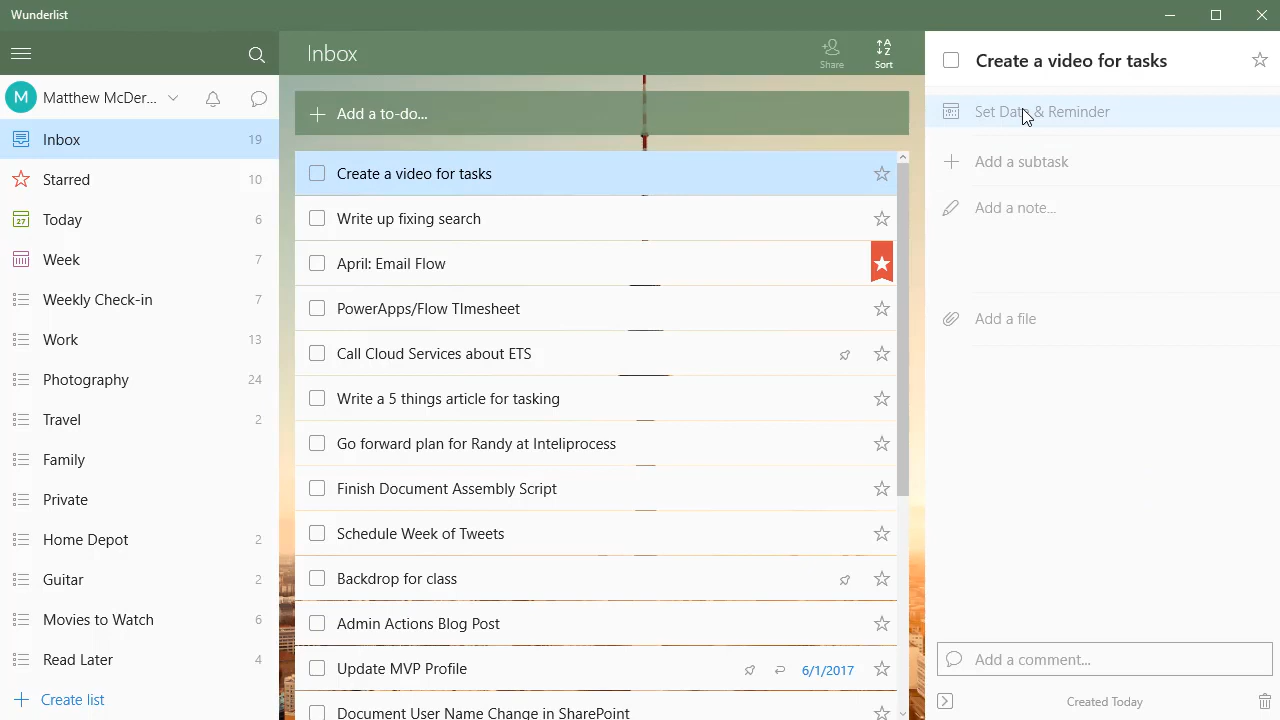 Wunderlist
M Matthew McDer...
Inbox 19
Starred 10
27 Today 6
Week 7
Weekly Check-in 7
Work 13
Photography 24
Travel 2
Family
Private
Home Depot 2
Guitar 2
Movies to Watch 6
Read Later 4
Create list
Inbox
Share
A
Z
Sort
Add a to-do...
Create a video for tasks
Write up fixing search
April: Email Flow
PowerApps/Flow TImesheet
Call Cloud Services about ETS
Write a 5 things article for tasking
Go forward plan for Randy at Inteliprocess
Finish Document Assembly Script
Schedule Week of Tweets
Backdrop for class
Admin Actions Blog Post
Update MVP Profile 6/1/2017
Document User Name Change in SharePoint
Create a video for tasks
Set Date & Reminder
Add a subtask
Add a note...
Add a file
Add a comment...
Created Today